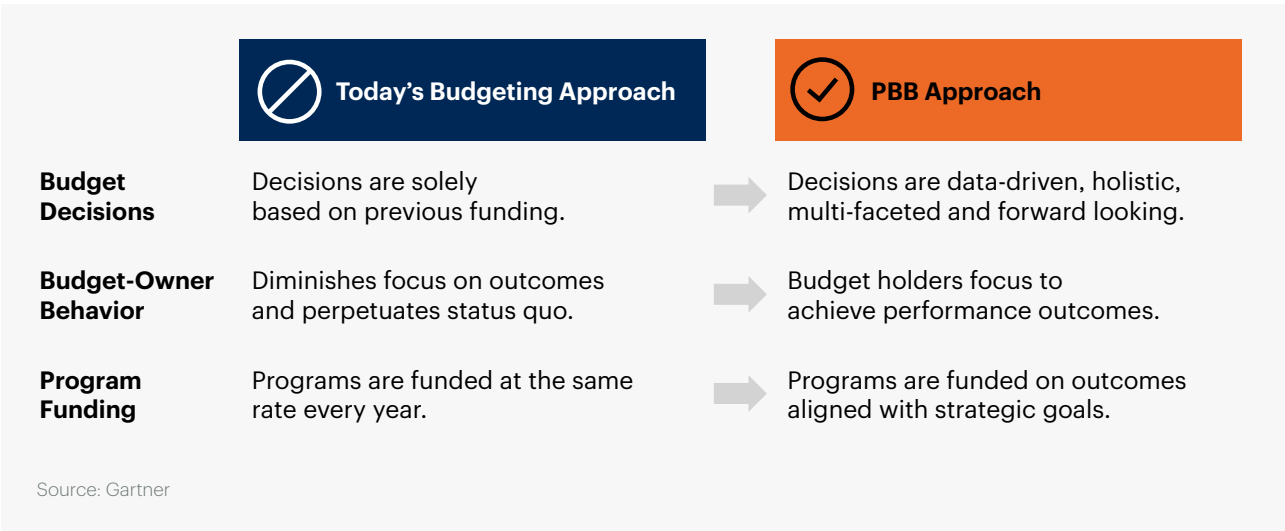 Today’s Budgeting Approach
PBB Approach
Budget
Decisions
Decisions are solely
based on previous funding.
Decisions are data-driven, holistic,
multi-faceted and forward looking.
Budget-Owner
Behavior
Diminishes focus on outcomes
and perpetuates status quo.
Budget holders focus to
achieve performance outcomes.
Program
Funding
Programs are funded at the same
rate every year.
Programs are funded on outcomes
aligned with strategic goals.
Source: Gartner